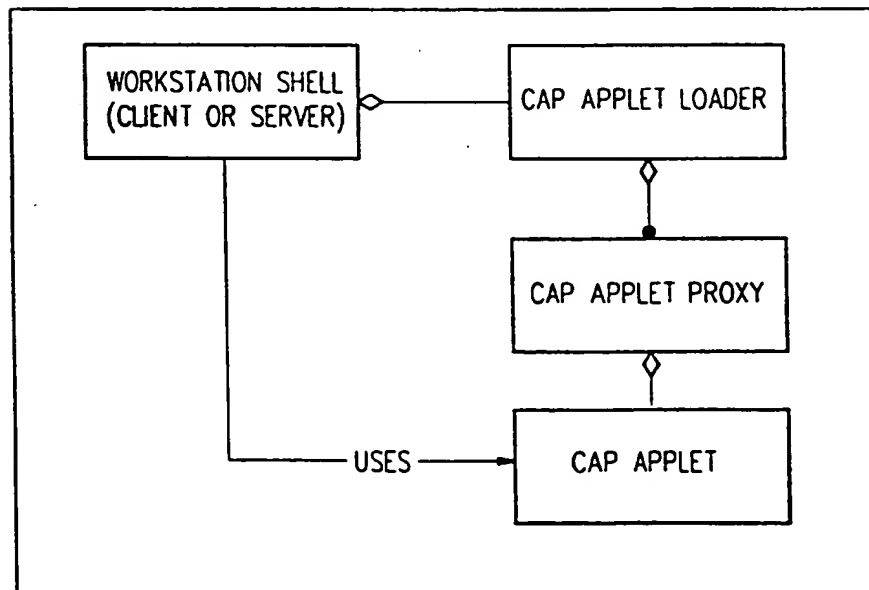 WORKSTATION SHELL
(CLIENT OR SERVER)
CAP APPLET LOADER
CAP APPLET PROXY
USES
CAP APPLET